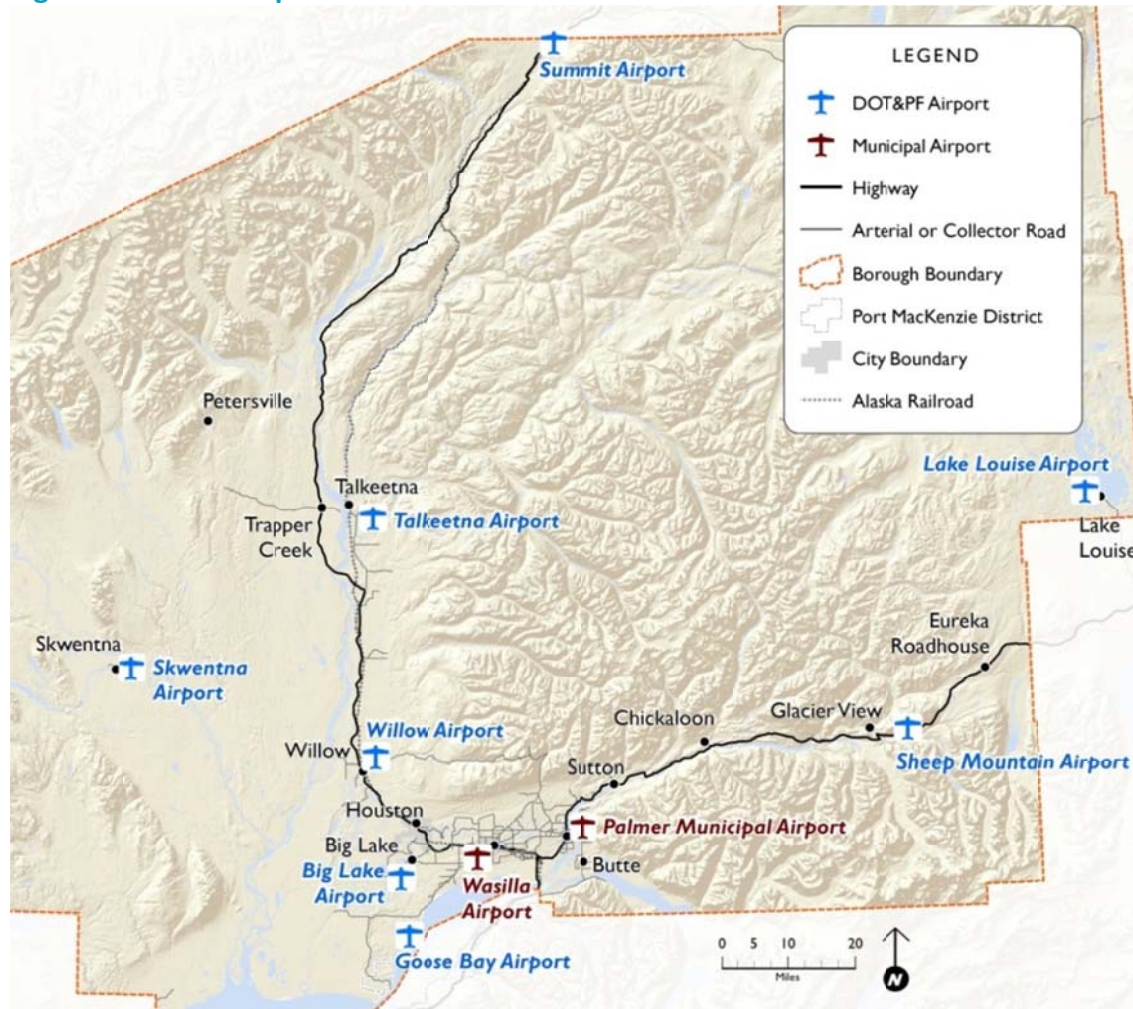 Summit Airport
LEGEND
DOT&PF Airport
Municipal Airport
Highway
Arterial or Collector Road
Borough Boundary
Port MacKenzie District
City Boundary
Alaska Railroad
Petersville
Lake Louise Airport
Talkeetna
Talkeetna Airport
Trapper
Creek
Lake
Louise
Eureka
Roadhouse
Skwentna
Skwentna
Airport
Willow Airport
Willow
Chickaloon
Glacier View
Sheep Mountain Airport
Sutton
Houston
Palmer Municipal Airport
Big Lake
Big Lake
Airport
Wasilla
Airport
Butte
Goose Bay Airport
0 5 10 20
Miles
N